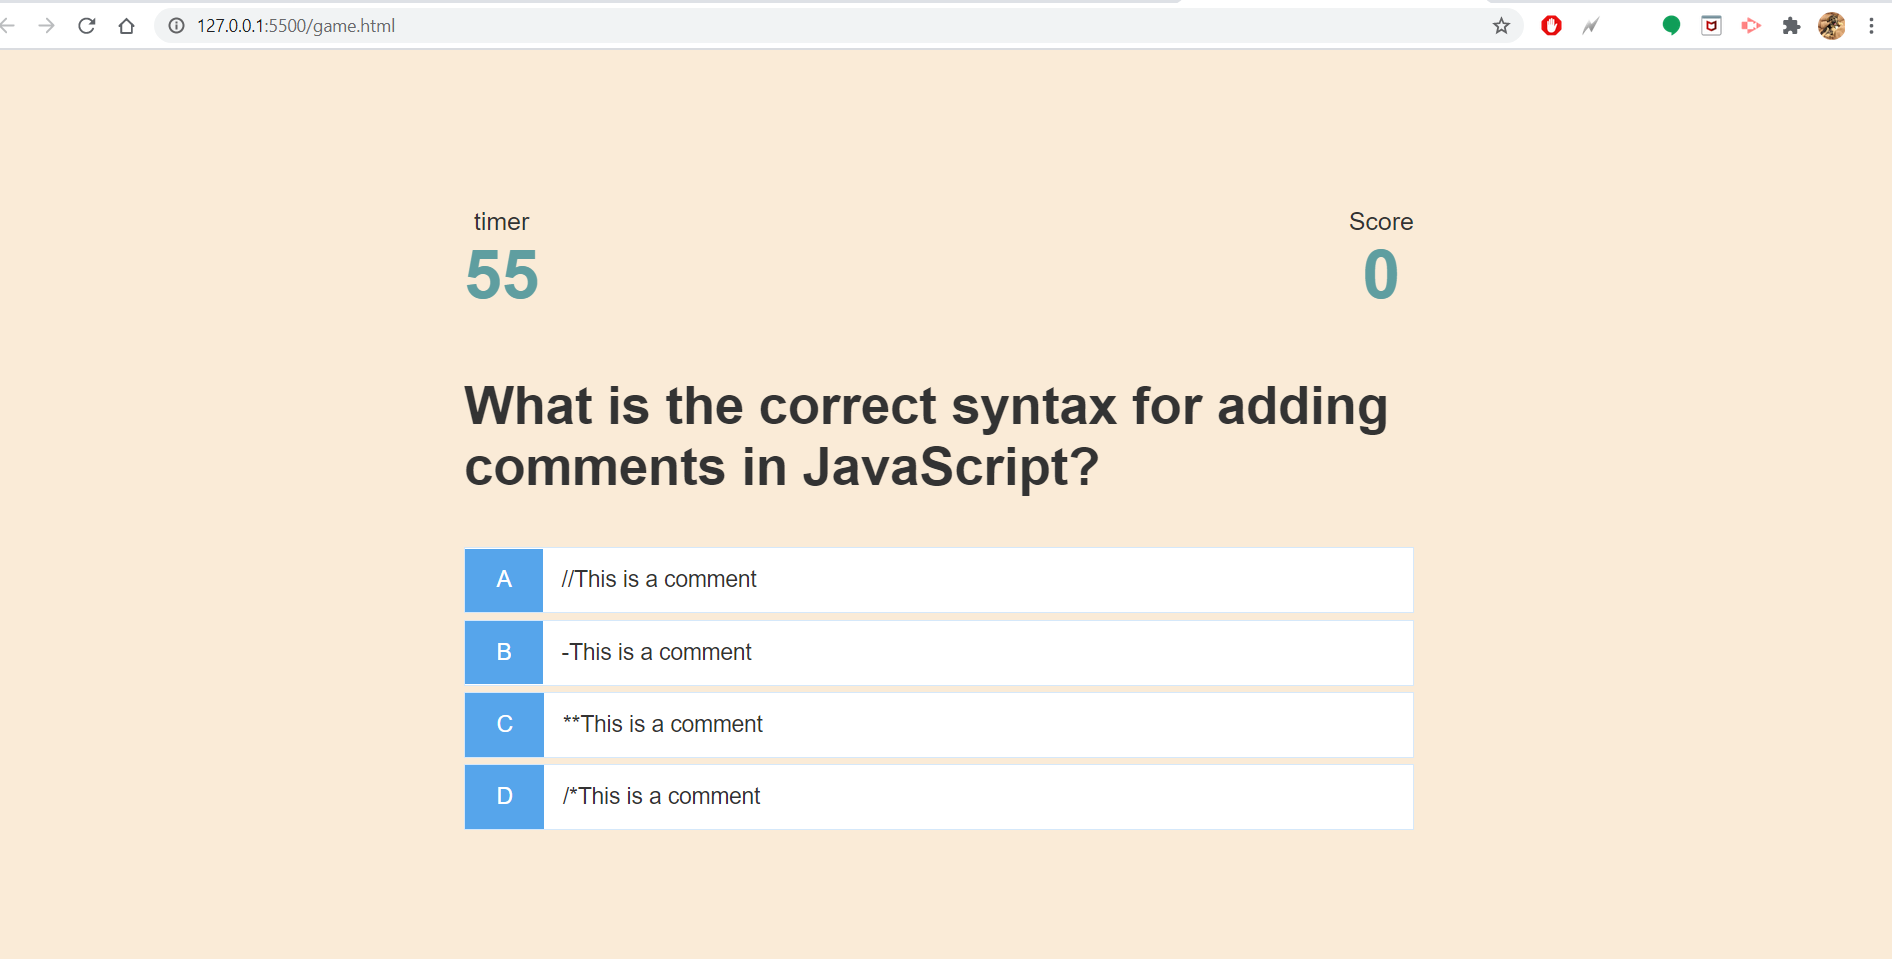 127.0.0.1:5500/game.html
timer
Score
55
0
What is the correct syntax for adding
comments in JavaScript?
A //This is a comment
B -This is a comment
C **This is a comment
D /*This is a comment